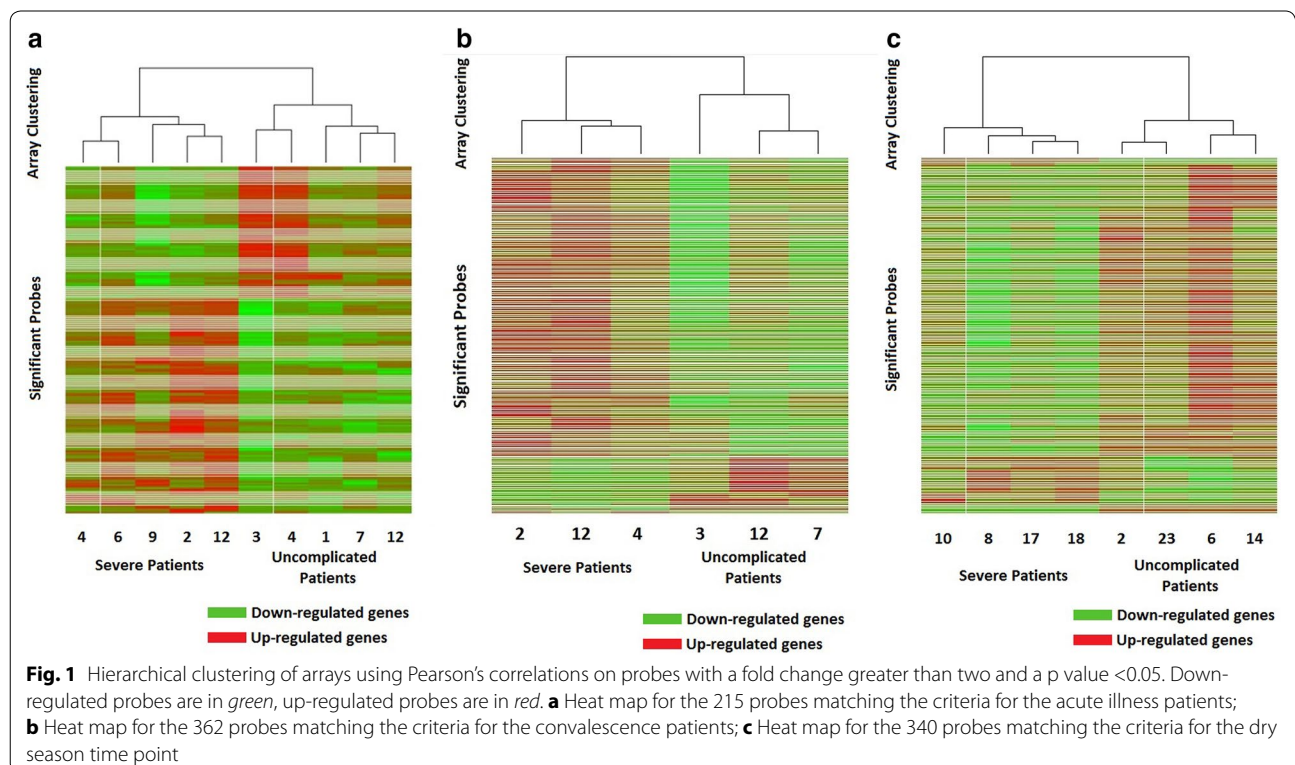 a
Array Clustering
Significant Probes
4 6 9 2 12 3 4 1 7 12
Severe Patients
Uncomplicated
Patients
Down-regulated genes
Up-regulated genes
b
Array Clustering
Significant Probes
2 12 4 3 12 7
Severe Patients
Uncomplicated
Patients
Down-regulated genes
Up-regulated genes
c
Array Clustering
Significant Probes
10 8 17 18 2 23 6 14
Severe Patients
Uncomplicated
Patients
Down-regulated genes
Up-regulated genes
Fig. 1 Hierarchical clustering of arrays using Pearson’s correlations on probes with a fold change greater than two and a p value <0.05. Down-
regulated probes are in green, up-regulated probes are in red. a Heat map for the 215 probes matching the criteria for the acute illness patients;
b Heat map for the 362 probes matching the criteria for the convalescence patients; c Heat map for the 340 probes matching the criteria for the dry
season time point